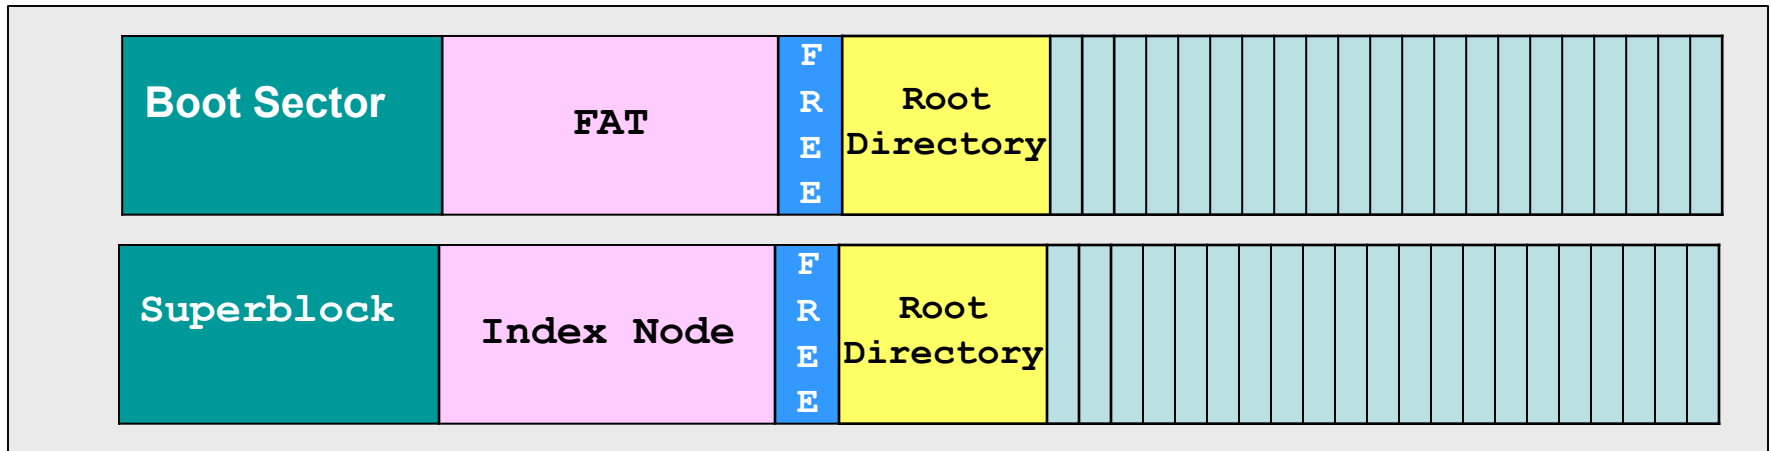 Boot Sector
FAT
F
R
E
E
Root
Directory
Superblock
Index Node
F
R
E
E
Root
Directory